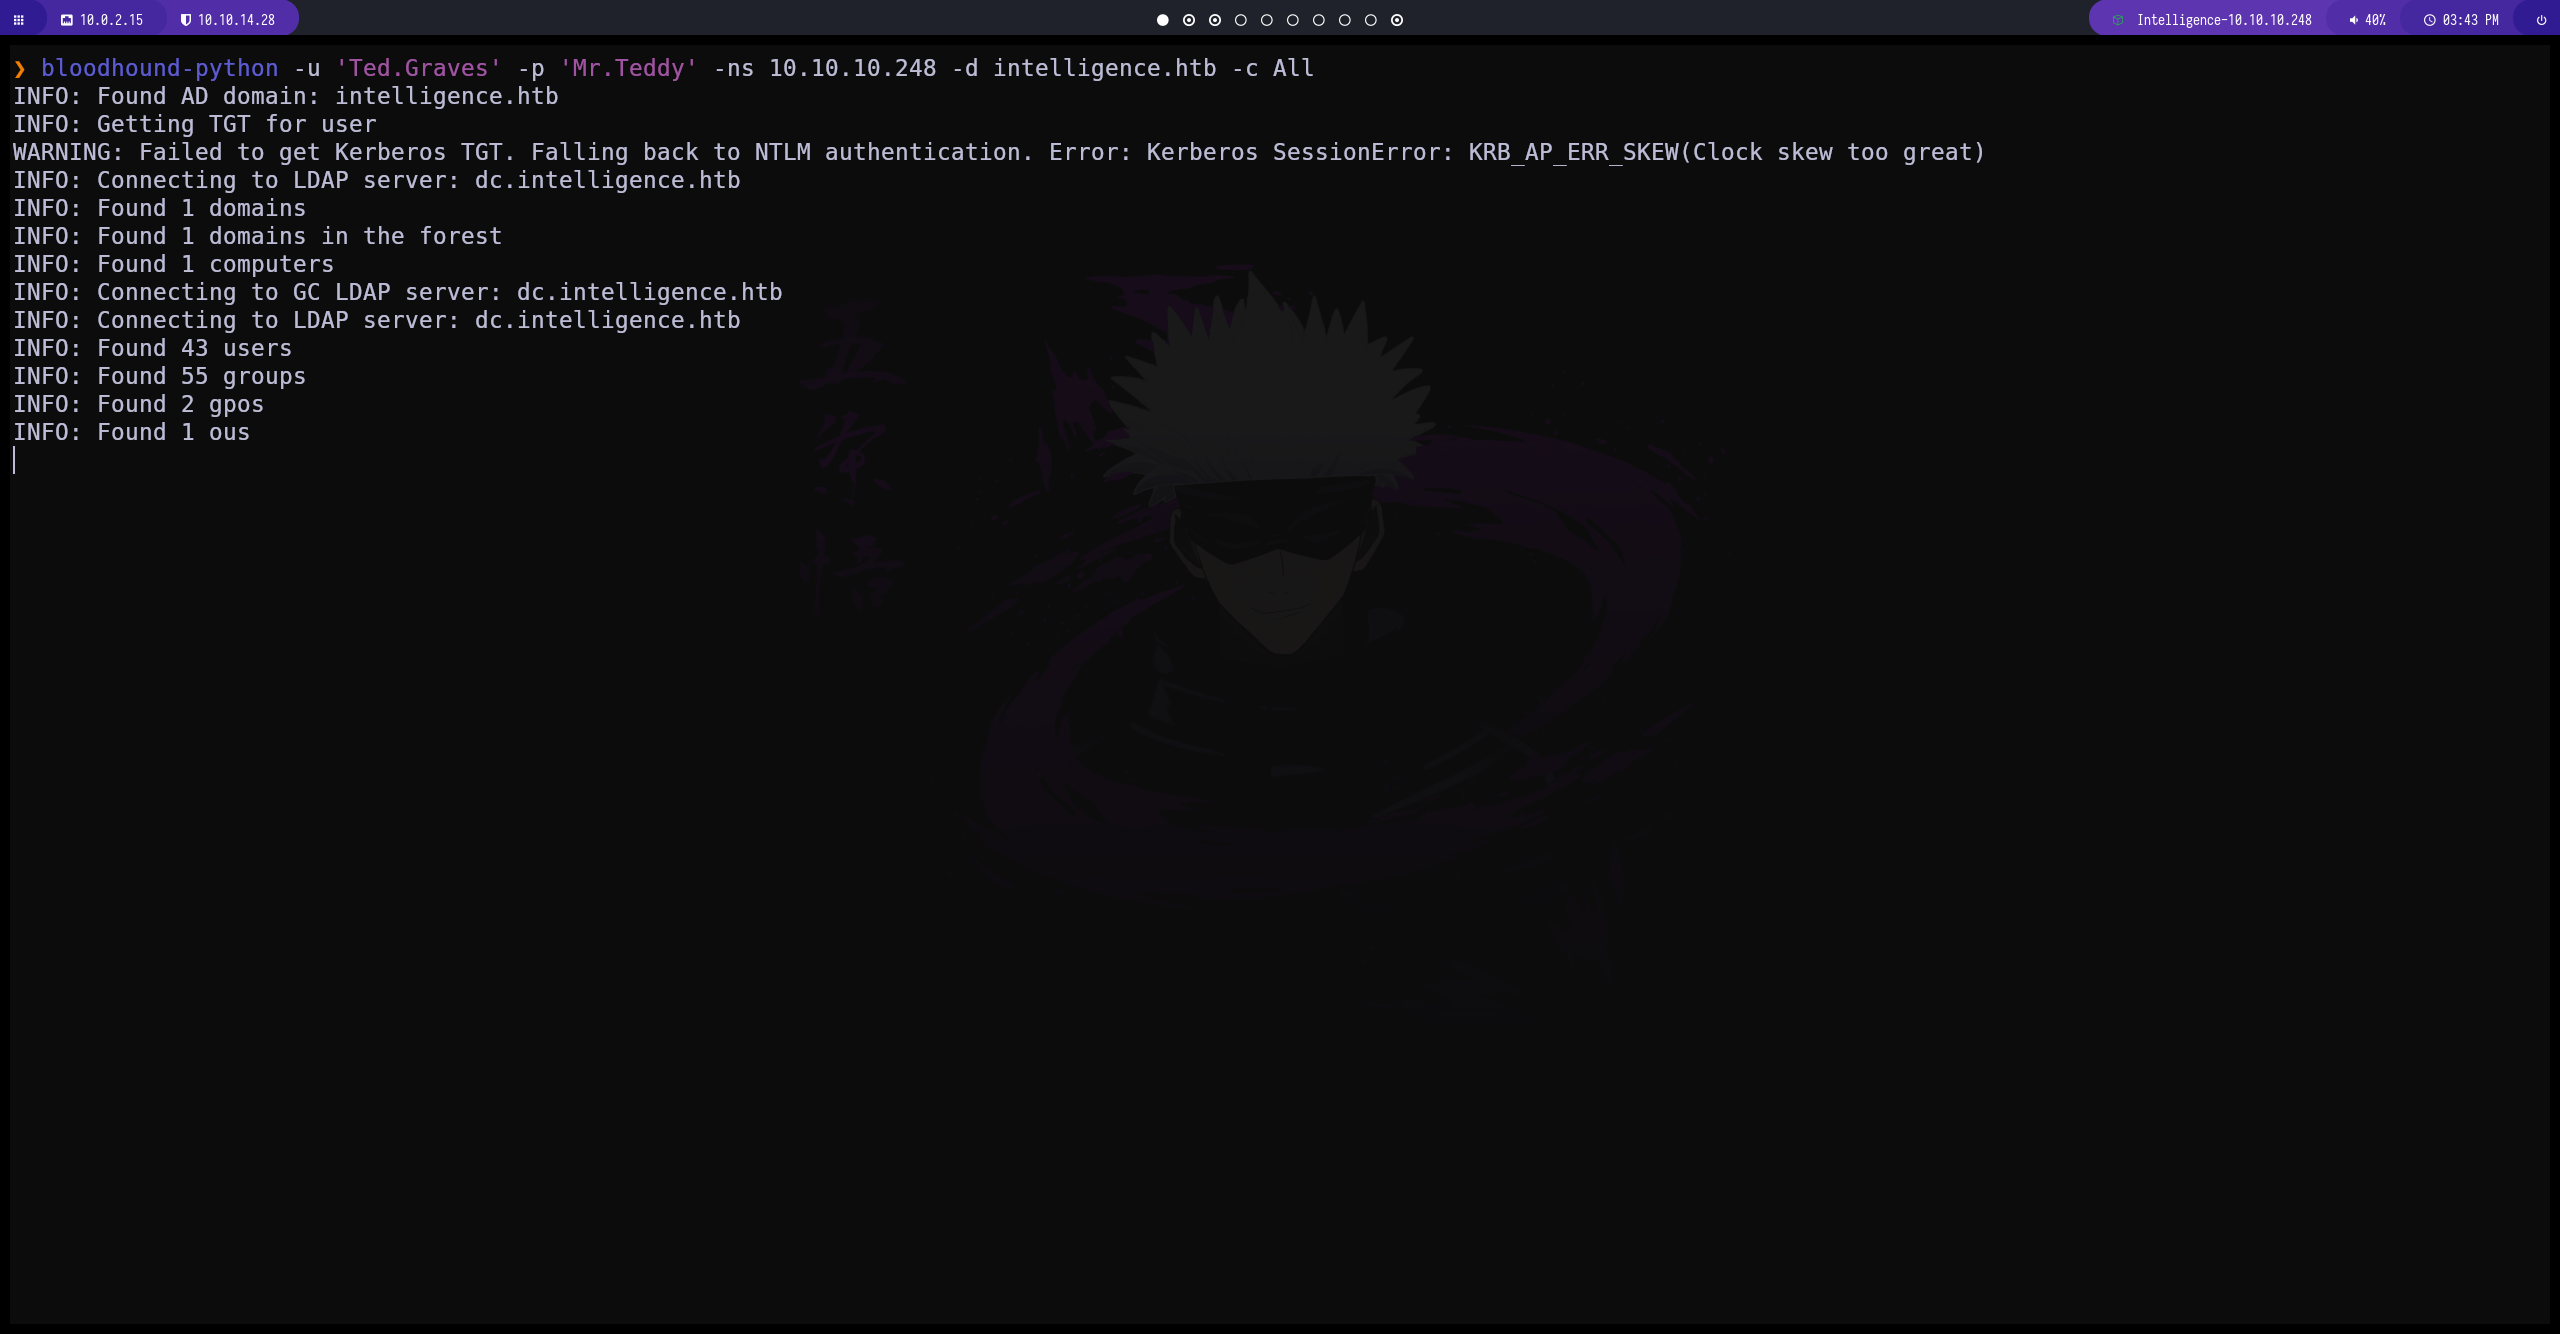 10.0.2.15 10.10.14.28 Intelligence-10.10.10.248 40% 03:43 PM
❯ bloodhound-python -u 'Ted.Graves' -p 'Mr.Teddy' -ns 10.10.10.248 -d intelligence.htb -c All
INFO: Found AD domain: intelligence.htb
INFO: Getting TGT for user
WARNING: Failed to get Kerberos TGT. Falling back to NTLM authentication. Error: Kerberos SessionError: KRB_AP_ERR_SKEW(Clock skew too great)
INFO: Connecting to LDAP server: dc.intelligence.htb
INFO: Found 1 domains
INFO: Found 1 domains in the forest
INFO: Found 1 computers
INFO: Connecting to GC LDAP server: dc.intelligence.htb
INFO: Connecting to LDAP server: dc.intelligence.htb
INFO: Found 43 users
INFO: Found 55 groups
INFO: Found 2 gpos
INFO: Found 1 ous
五
条
悟